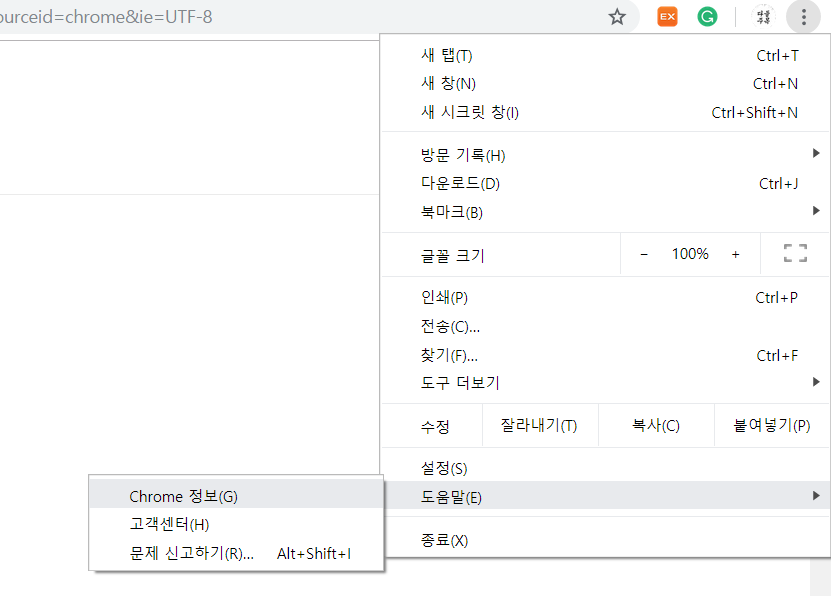 ourceid=chrome&ie=UTF-8
EX
새 탭(T) Ctrl+T
새 창(N) Ctrl+N
새 시크릿 창(I) Ctrl+Shift+N
방문 기록(H)
다운로드(D) Ctrl+J
북마크(B)
글꼴 크기 − 100% +
인쇄(P) Ctrl+P
전송(C)...
찾기(F)... Ctrl+F
도구 더보기
수정 잘라내기(T) 복사(C) 붙여넣기(P)
설정(S)
도움말(E)
종료(X)
Chrome 정보(G)
고객센터(H)
문제 신고하기(R)... Alt+Shift+I